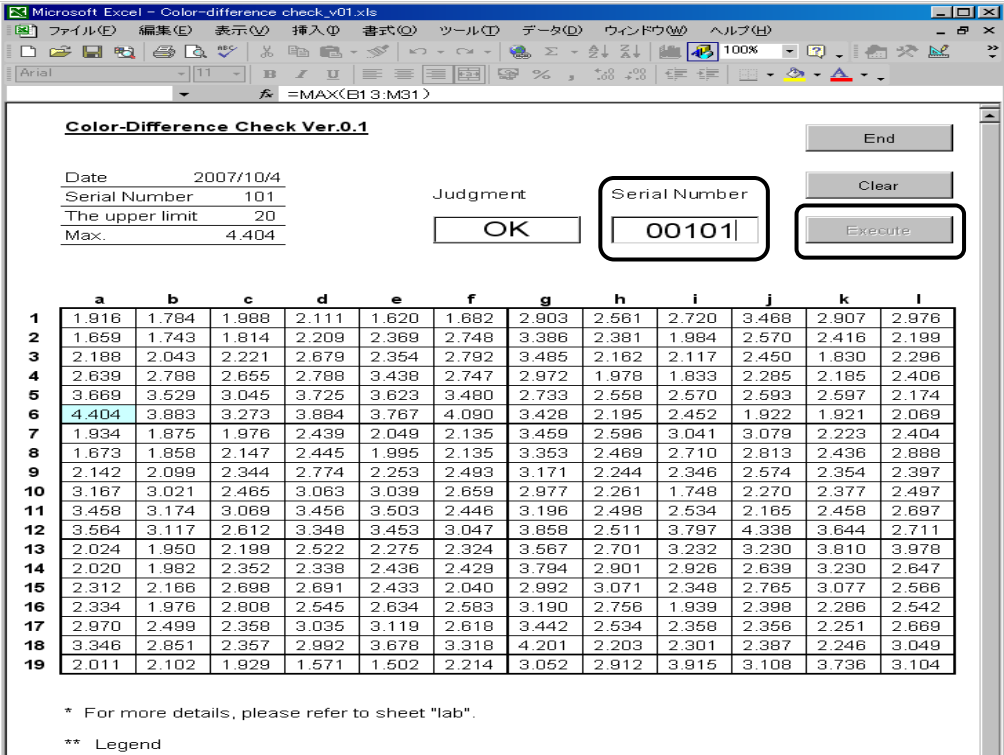 Microsoft Excel - Color-difference check_v01.xls
ファイル(F) 編集(E) 表示(V) 挿入(I) 書式(O) ツール(T) データ(D) ウィンドウ(W) ヘルプ(H)
100%
Arial 11 B I U % ,
fx =MAX(B13:M31)
Color-Difference Check Ver.0.1
End
Date 2007/10/4
Serial Number 101
The upper limit 20
Max. 4.404
Judgment
OK
Serial Number
00101
Clear
Execute
a b c d e f g h i j k l
1 1.916 1.784 1.988 2.111 1.620 1.682 2.903 2.561 2.720 3.468 2.907 2.976
2 1.659 1.743 1.814 2.209 2.369 2.748 3.386 2.381 1.984 2.570 2.416 2.199
3 2.188 2.043 2.221 2.679 2.354 2.792 3.485 2.162 2.117 2.450 1.830 2.296
4 2.639 2.788 2.655 2.788 3.438 2.747 2.972 1.978 1.833 2.285 2.185 2.406
5 3.669 3.529 3.045 3.725 3.623 3.480 2.733 2.558 2.570 2.593 2.597 2.174
6 4.404 3.883 3.273 3.884 3.767 4.090 3.428 2.195 2.452 1.922 1.921 2.069
7 1.934 1.875 1.976 2.439 2.049 2.135 3.459 2.596 3.041 3.079 2.223 2.404
8 1.673 1.858 2.147 2.445 1.995 2.135 3.353 2.469 2.710 2.813 2.436 2.888
9 2.142 2.099 2.344 2.774 2.253 2.493 3.171 2.244 2.346 2.574 2.354 2.397
10 3.167 3.021 2.465 3.063 3.039 2.659 2.977 2.261 1.748 2.270 2.377 2.497
11 3.458 3.174 3.069 3.456 3.503 2.446 3.196 2.498 2.534 2.165 2.458 2.697
12 3.564 3.117 2.612 3.348 3.453 3.047 3.858 2.511 3.797 4.338 3.644 2.711
13 2.024 1.950 2.199 2.522 2.275 2.324 3.567 2.701 3.232 3.230 3.810 3.978
14 2.020 1.982 2.352 2.338 2.436 2.429 3.794 2.901 2.926 2.639 3.230 2.647
15 2.312 2.166 2.698 2.691 2.433 2.040 2.992 3.071 2.348 2.765 3.077 2.566
16 2.334 1.976 2.808 2.545 2.634 2.583 3.190 2.756 1.939 2.398 2.286 2.542
17 2.970 2.499 2.358 3.035 3.119 2.618 3.442 2.534 2.358 2.356 2.251 2.669
18 3.346 2.851 2.357 2.992 3.678 3.318 4.201 2.203 2.301 2.387 2.246 3.049
19 2.011 2.102 1.929 1.571 1.502 2.214 3.052 2.912 3.915 3.108 3.736 3.104
* For more details, please refer to sheet "lab".
** Legend